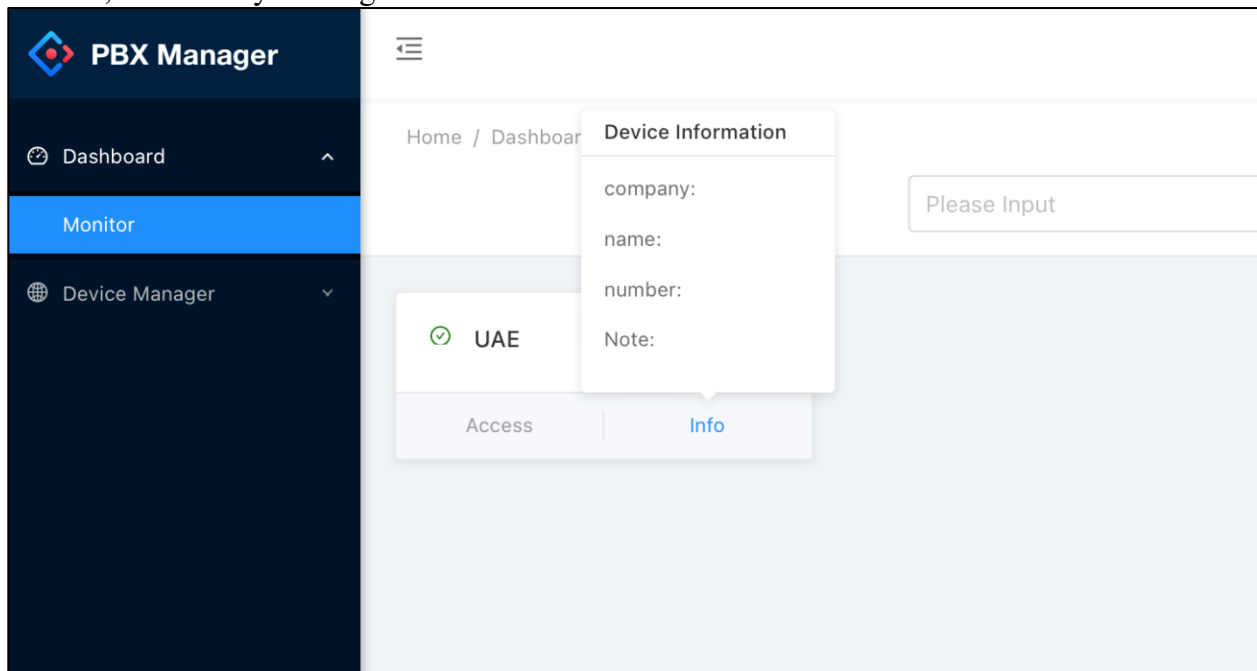 PBX Manager
Dashboard
Monitor
Device Manager
Home / Dashboar
Please Input
Device Information
company:
name:
number:
Note:
UAE
Access
Info